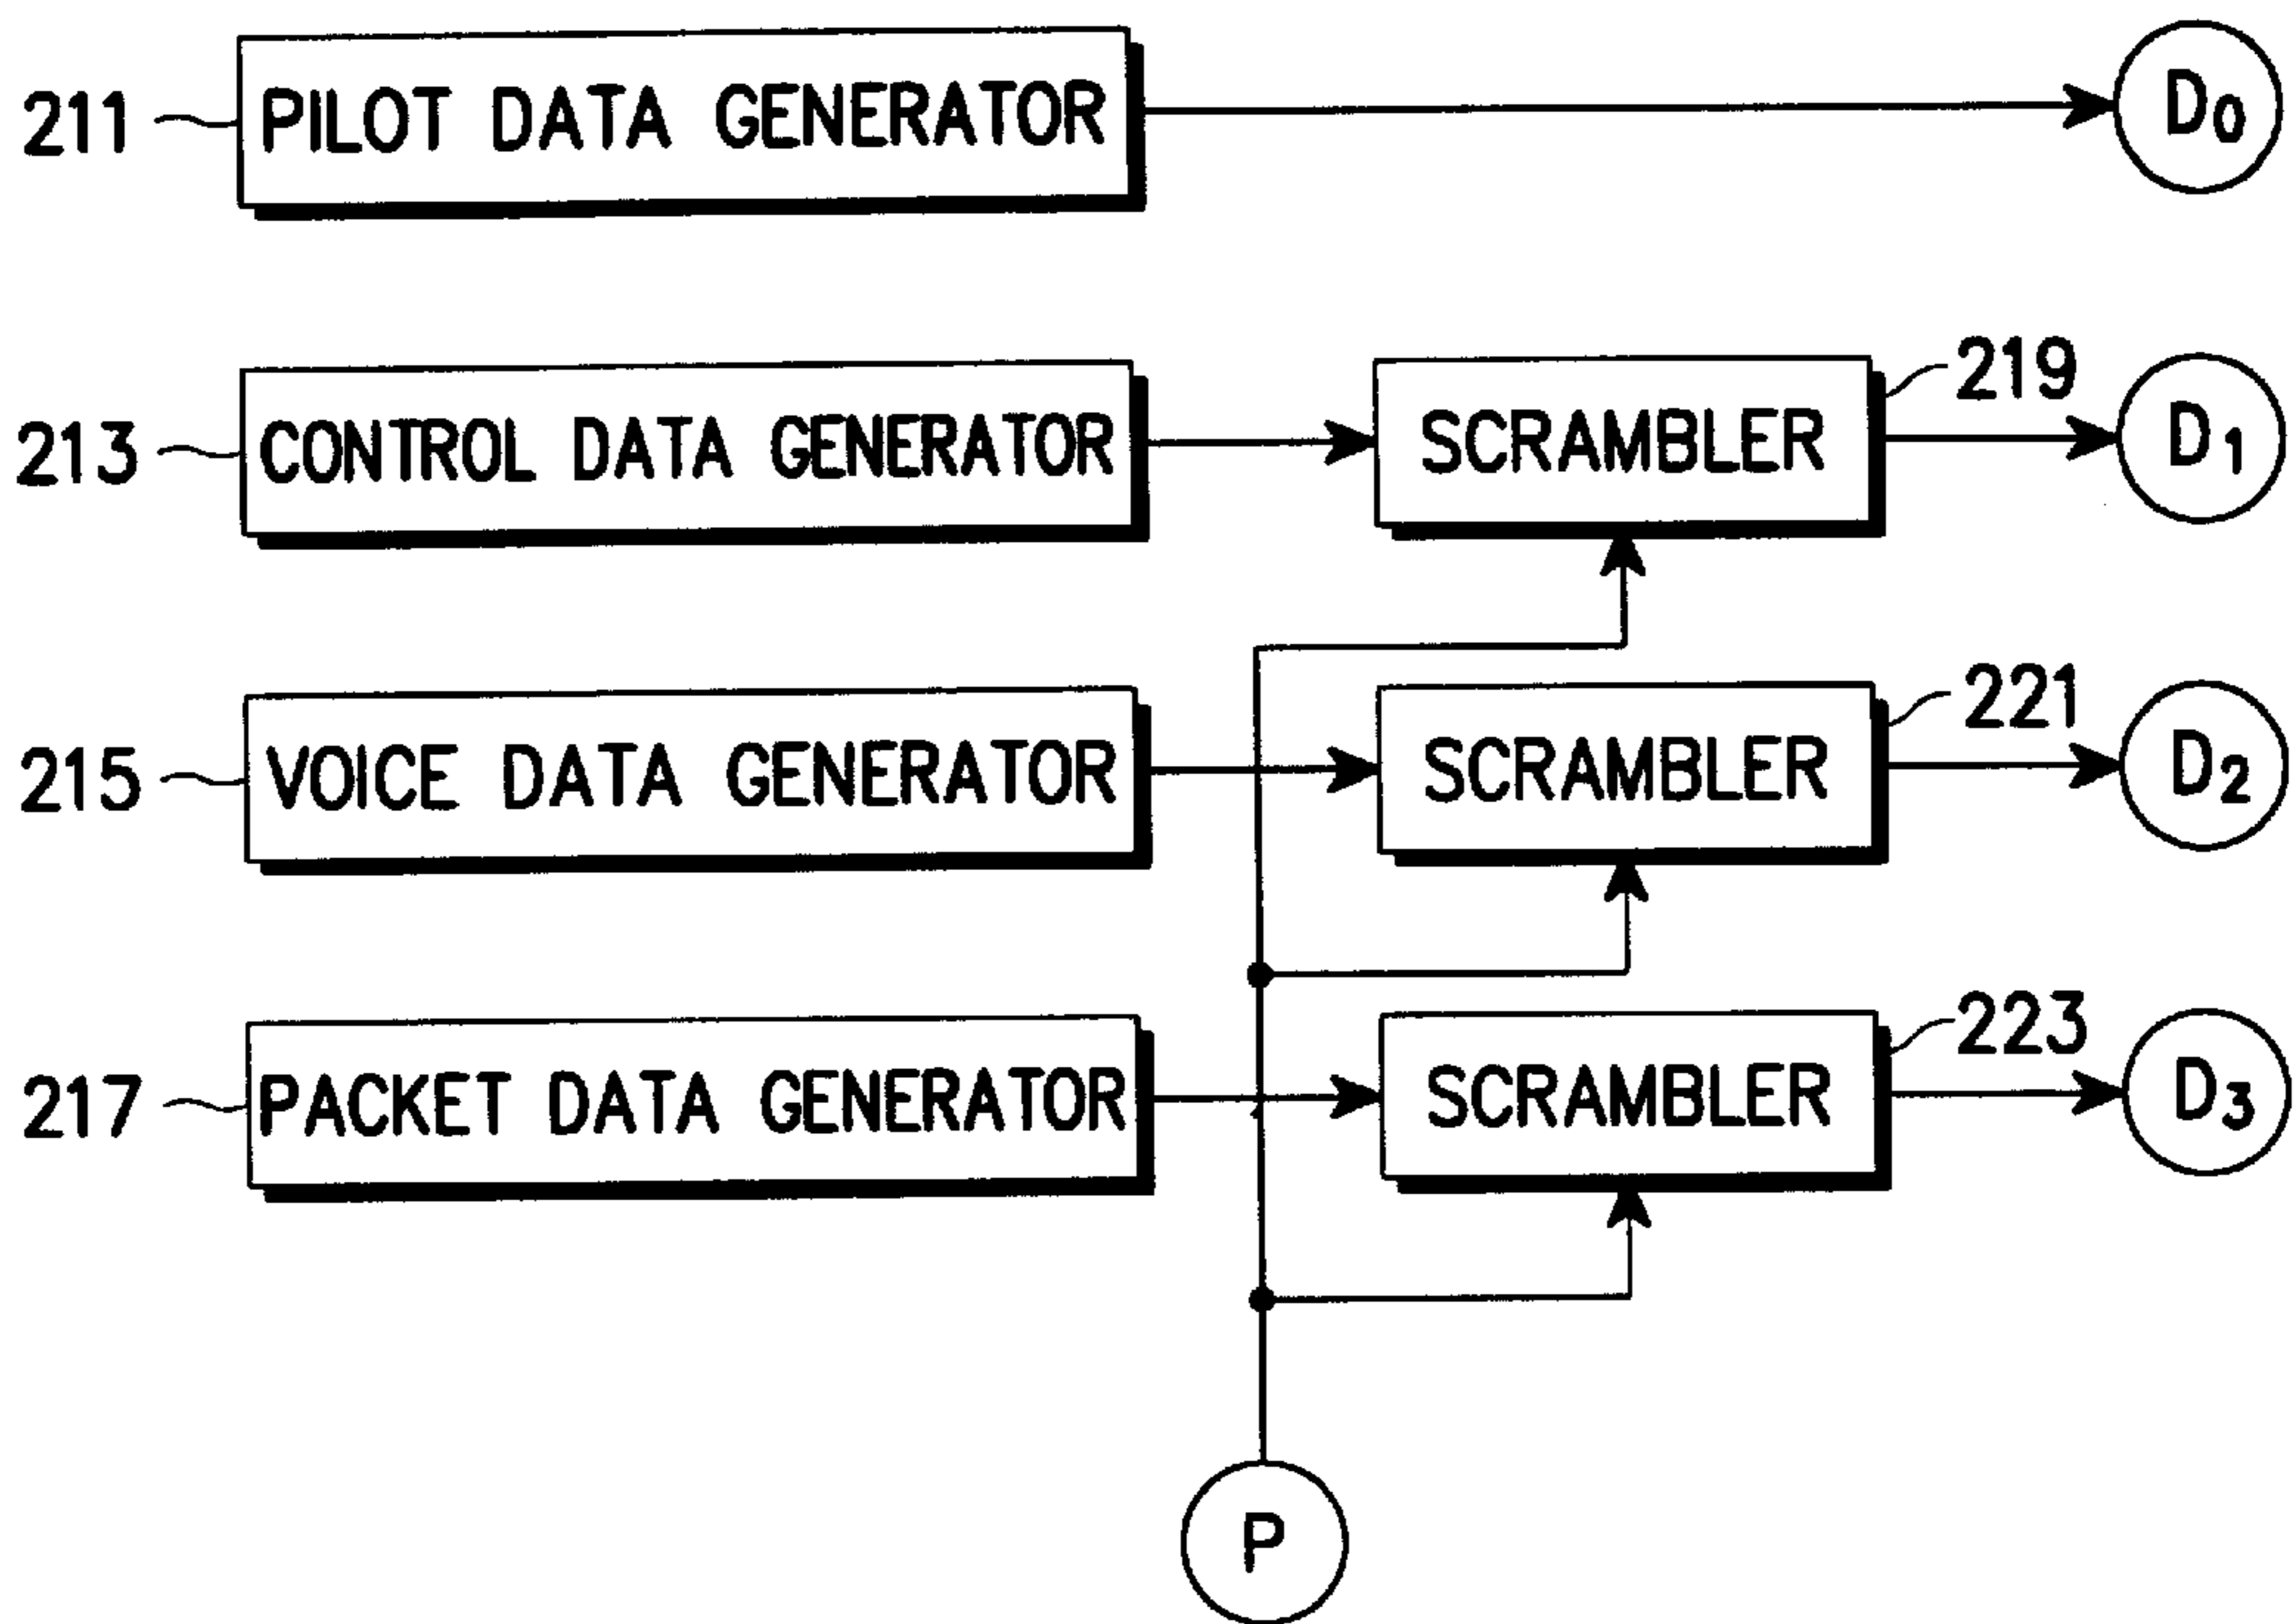 211 PILOT DATA GENERATOR D0
213 CONTROL DATA GENERATOR SCRAMBLER 219 D1
215 VOICE DATA GENERATOR SCRAMBLER 221 D2
217 PACKET DATA GENERATOR SCRAMBLER 223 D3
P